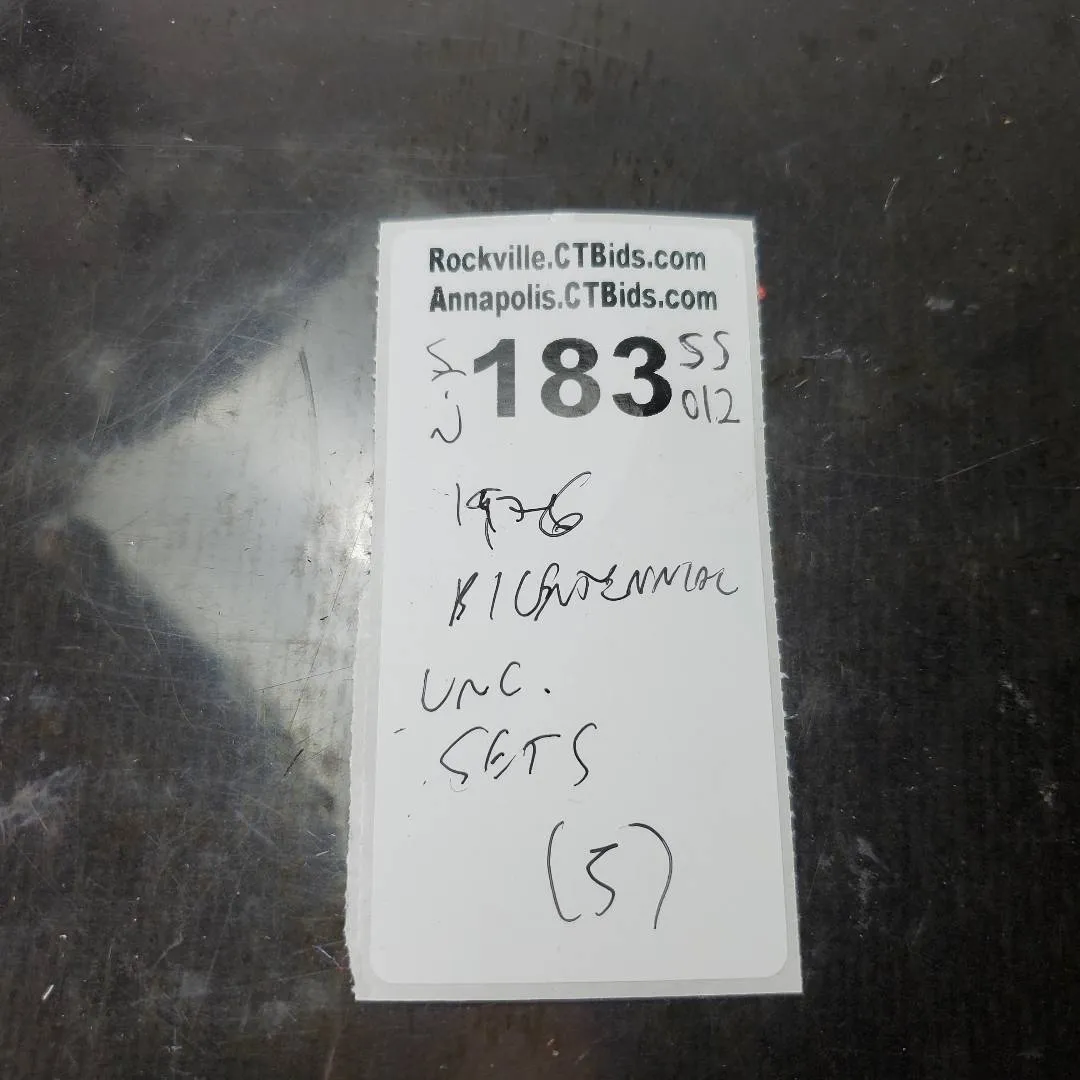 Rockville.CTBids.com
Annapolis.CTBids.com
183 SS
012
1976
BICENTENNIAL
UNC.
SETS
(5)